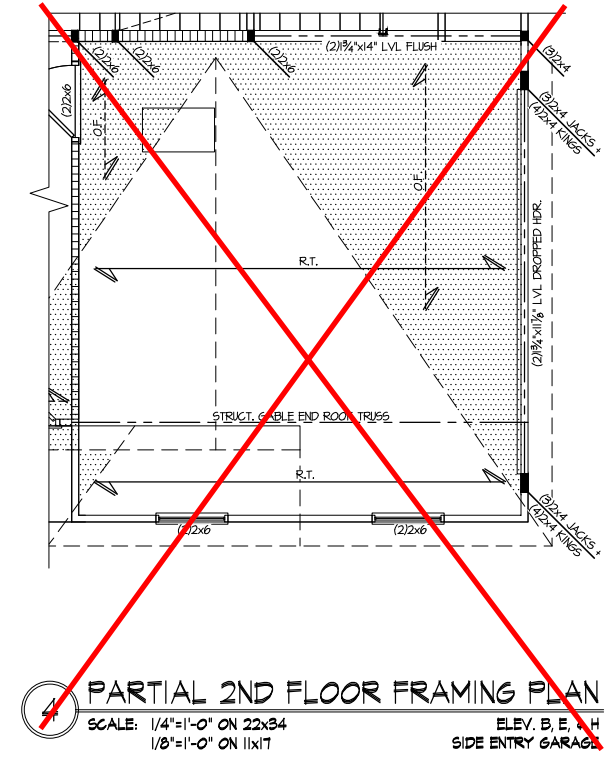 (2)1¾"x14" LVL FLUSH
(2)2x6
(2)2x6
(2)2x6
(3)2x4
(2)2x6
(3)2x4 JACKS +
(4)2x4 KINGS
O.F.
O.F.
R.T.
(2)1¾"x11⅞" LVL DROPPED HDR.
STRUCT. GABLE END ROOF TRUSS
R.T.
(3)2x4 JACKS +
(4)2x4 KINGS
(2)2x6
(2)2x6
4
PARTIAL 2ND FLOOR FRAMING PLAN
SCALE: 1/4"=1'-0" ON 22x34
ELEV. B, E, & H
1/8"=1'-0" ON 11x17
SIDE ENTRY GARAGE